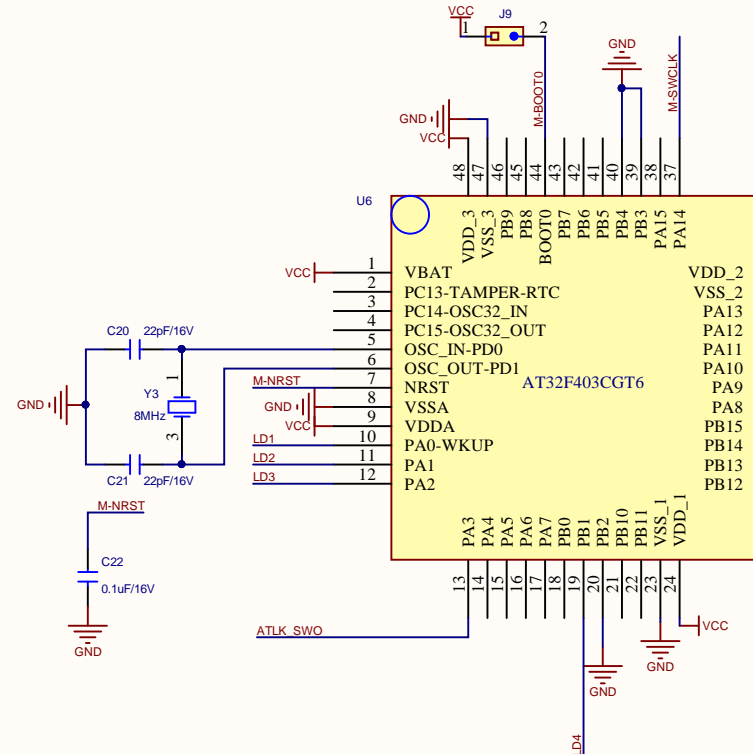 VCC
J9
1
2
GND
M-BOOT0
M-SWCLK
GND
VCC
48
47
46
45
44
43
42
41
40
39
38
37
U6
VDD_3
VSS_3
PB9
PB8
BOOT0
PB7
PB6
PB5
PB4
PB3
PA15
PA14
VCC
1
VBAT
VDD_2
2
PC13-TAMPER-RTC
VSS_2
3
PC14-OSC32_IN
PA13
C20
22pF/16V
4
PC15-OSC32_OUT
PA12
5
OSC_IN-PD0
PA11
6
OSC_OUT-PD1
PA10
1
M-NRST
7
NRST
AT32F403CGT6
PA9
Y3
GND
GND
8
VSSA
PA8
8MHz
VCC
9
VDDA
PB15
3
LD1
10
PA0-WKUP
PB14
LD2
11
PA1
PB13
C21
22pF/16V
LD3
12
PA2
PB12
M-NRST
PA3
PA4
PA5
PA6
PA7
PB0
PB1
PB2
PB10
PB11
VSS_1
VDD_1
C22
0.1uF/16V
13
14
15
16
17
18
19
20
21
22
23
24
ATLK_SWO
VCC
GND
GND
GND
LD4